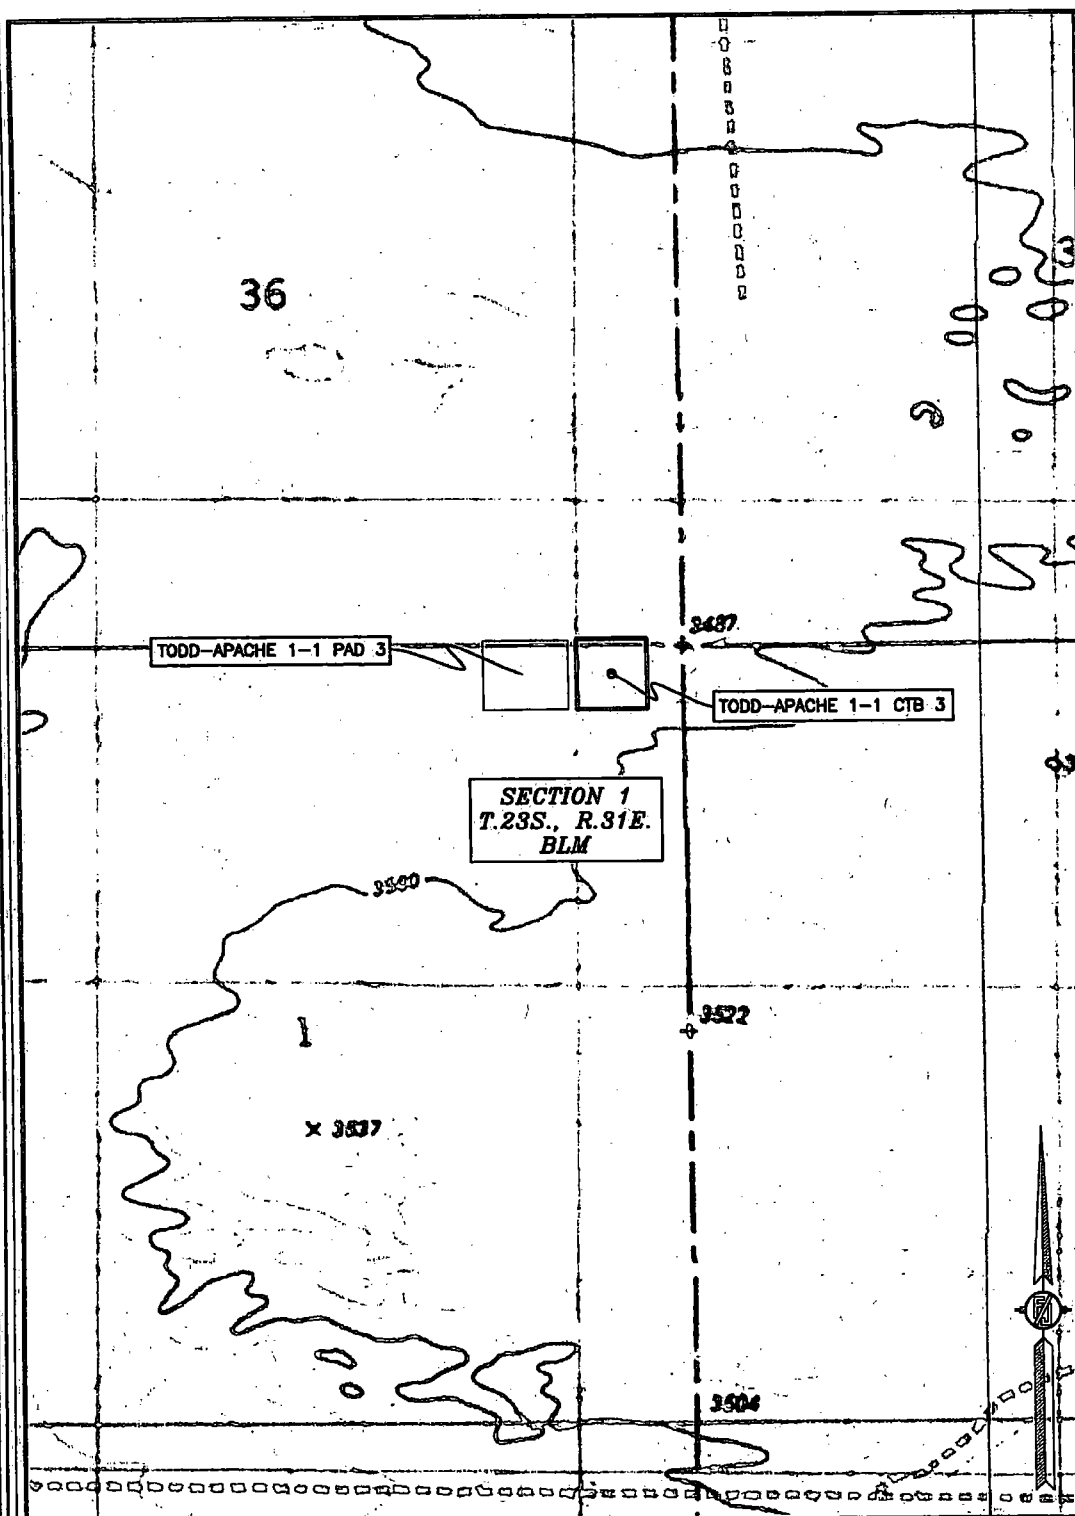 36
3487
TODD-APACHE 1-1 PAD 3
TODD-APACHE 1-1 CTB 3
SECTION 1
T.23S., R.31E.
BLM
1
3522
× 3537
3504